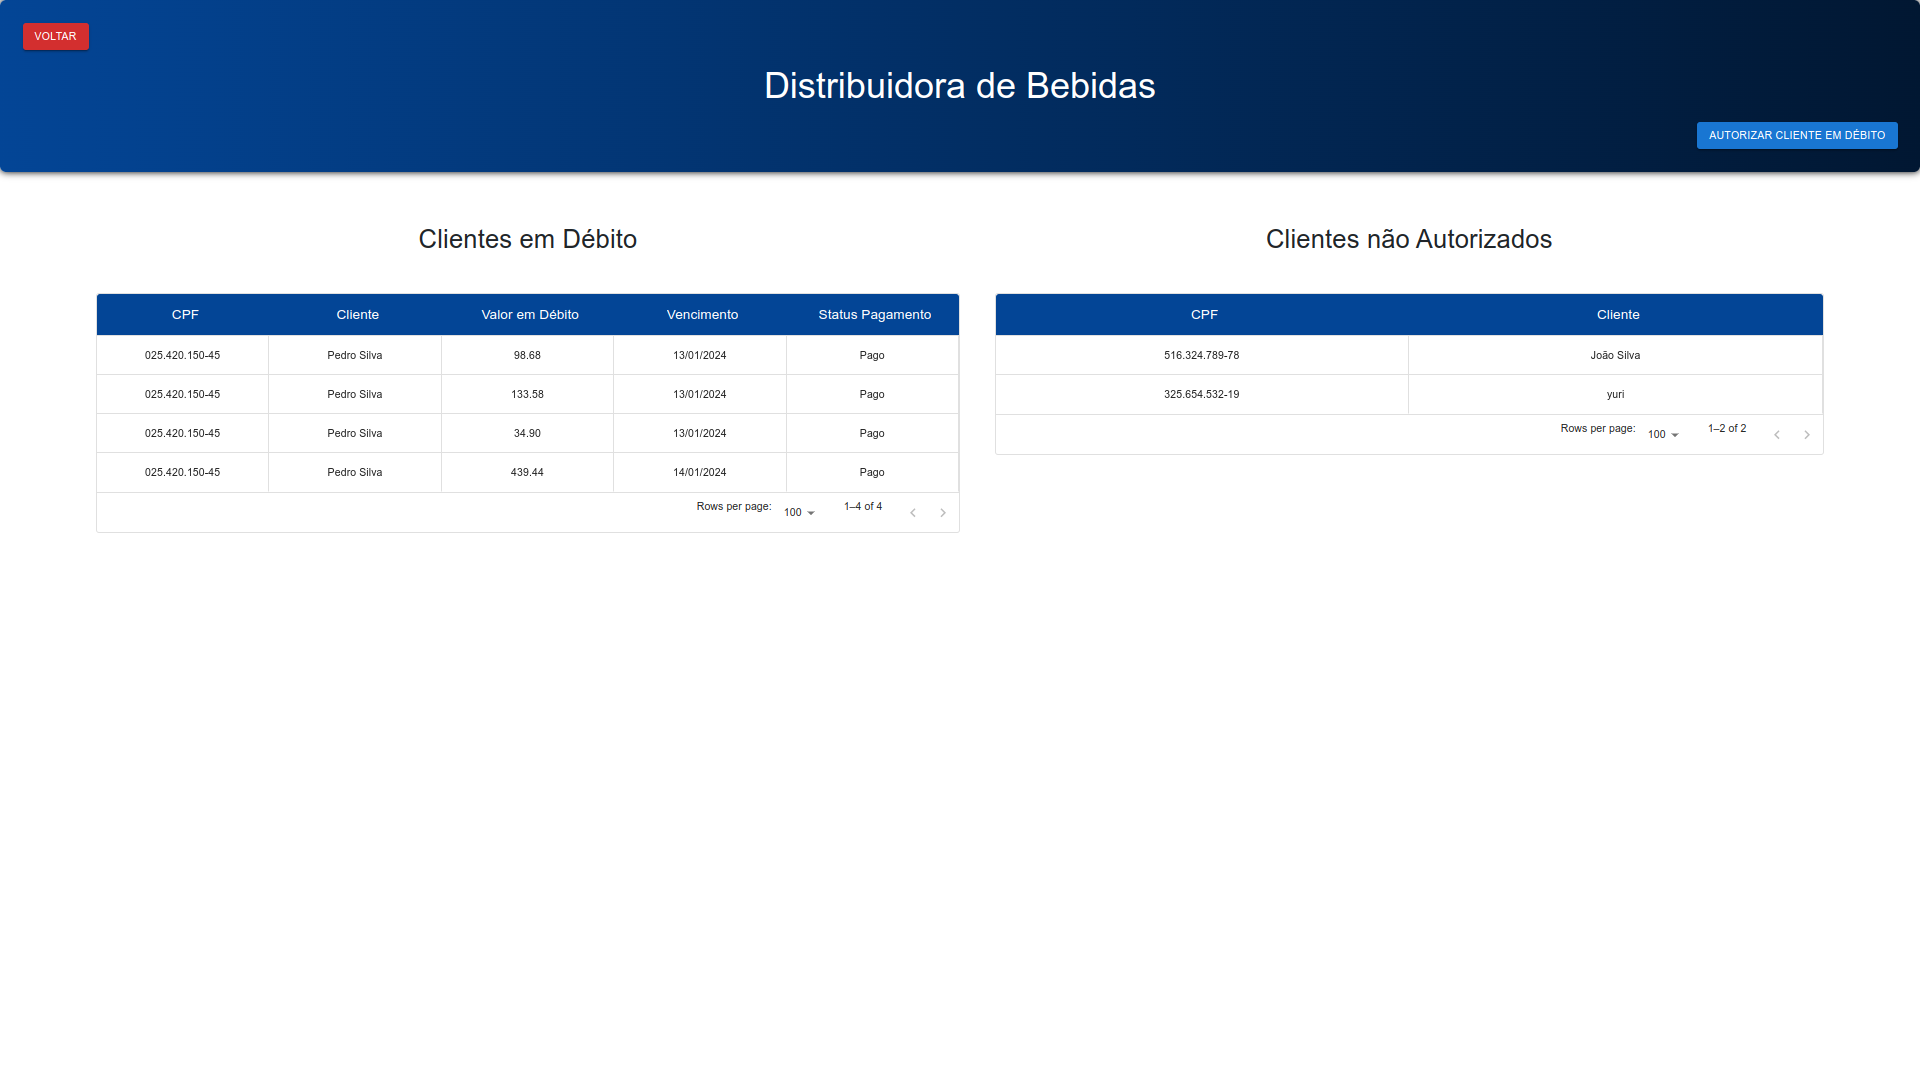 VOLTAR
Distribuidora de Bebidas
AUTORIZAR CLIENTE EM DÉBITO
Clientes em Débito
CPF Cliente Valor em Débito Vencimento Status Pagamento
025.420.150-45 Pedro Silva 98.68 13/01/2024 Pago
025.420.150-45 Pedro Silva 133.58 13/01/2024 Pago
025.420.150-45 Pedro Silva 34.90 13/01/2024 Pago
025.420.150-45 Pedro Silva 439.44 14/01/2024 Pago
Rows per page: 100 1–4 of 4
Clientes não Autorizados
CPF Cliente
516.324.789-78 João Silva
325.654.532-19 yuri
Rows per page: 100 1–2 of 2